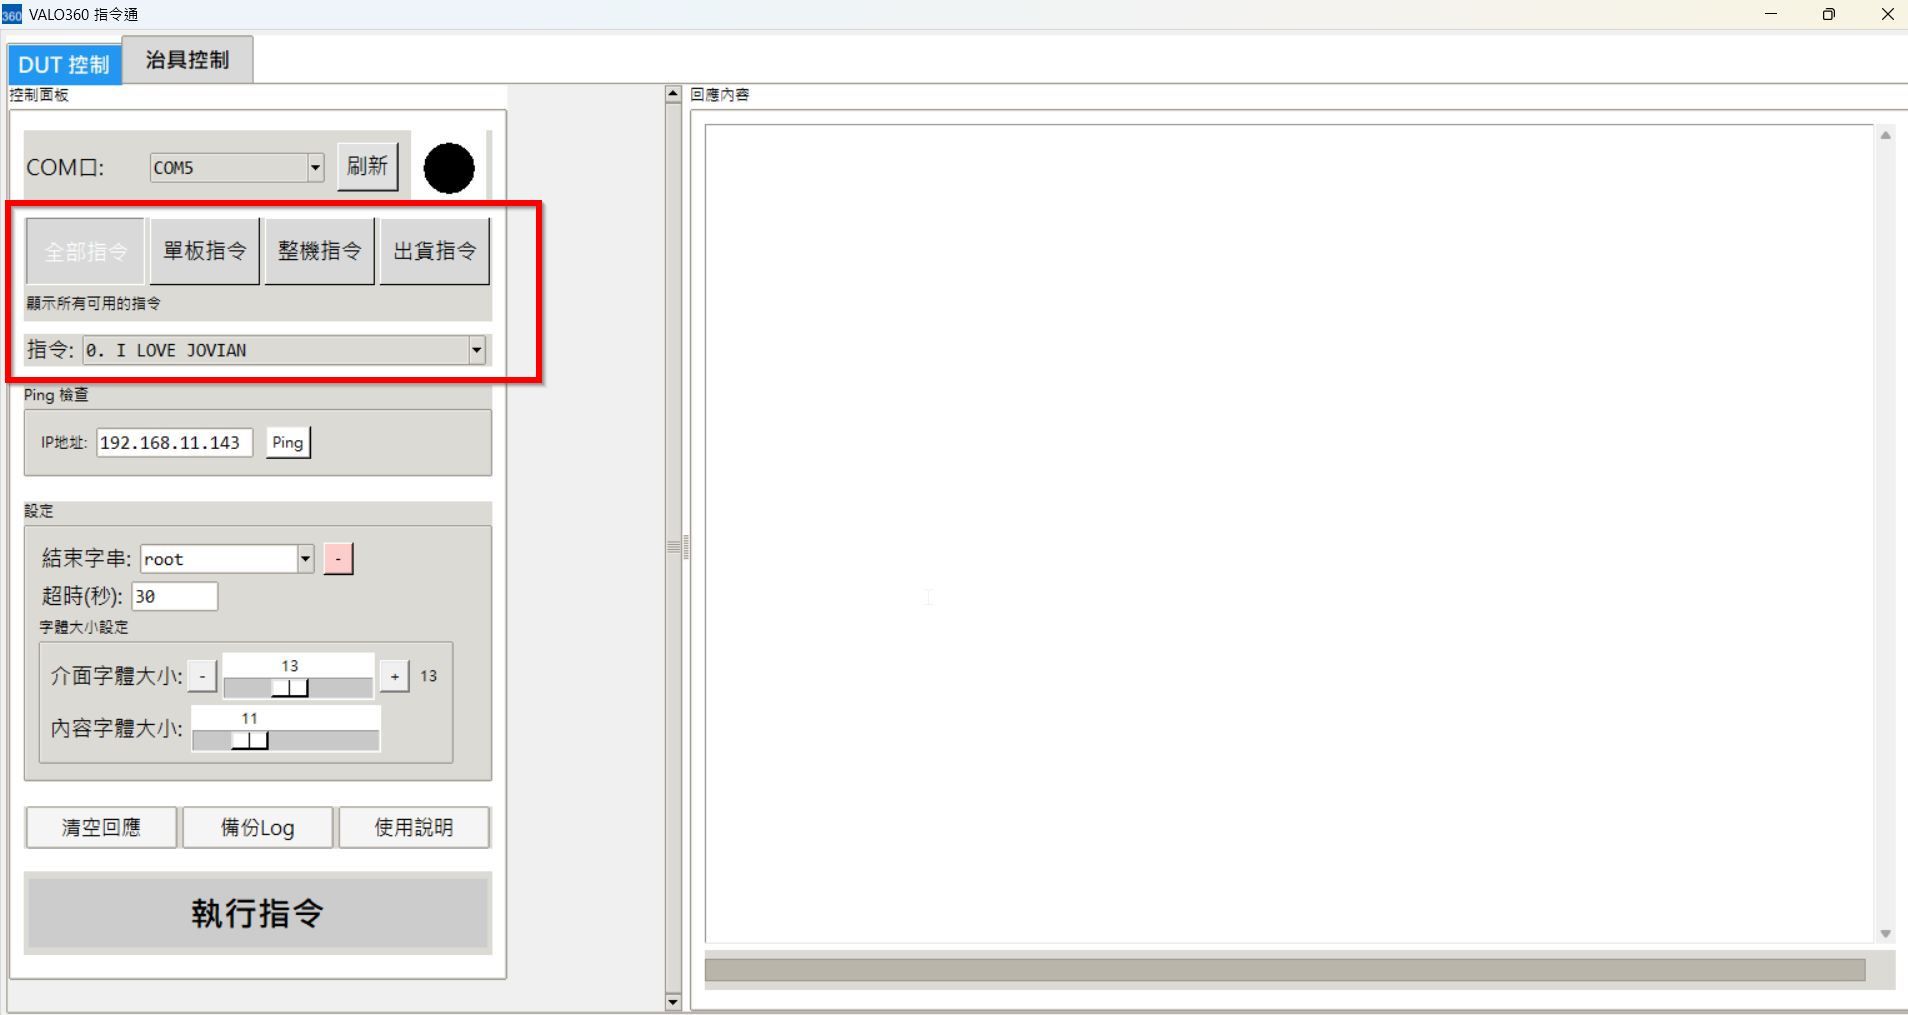 360 VALO360 指令通
DUT 控制 治具控制
控制面板
COM口: COM5 刷新
全部指令 單板指令 整機指令 出貨指令
顯示所有可用的指令
指令: 0. I LOVE JOVIAN
Ping 檢查
IP地址: 192.168.11.143 Ping
設定
結束字串: root -
超時(秒): 30
字體大小設定
介面字體大小: - 13 + 13
內容字體大小: 11
清空回應 備份Log 使用說明
執行指令
回應內容